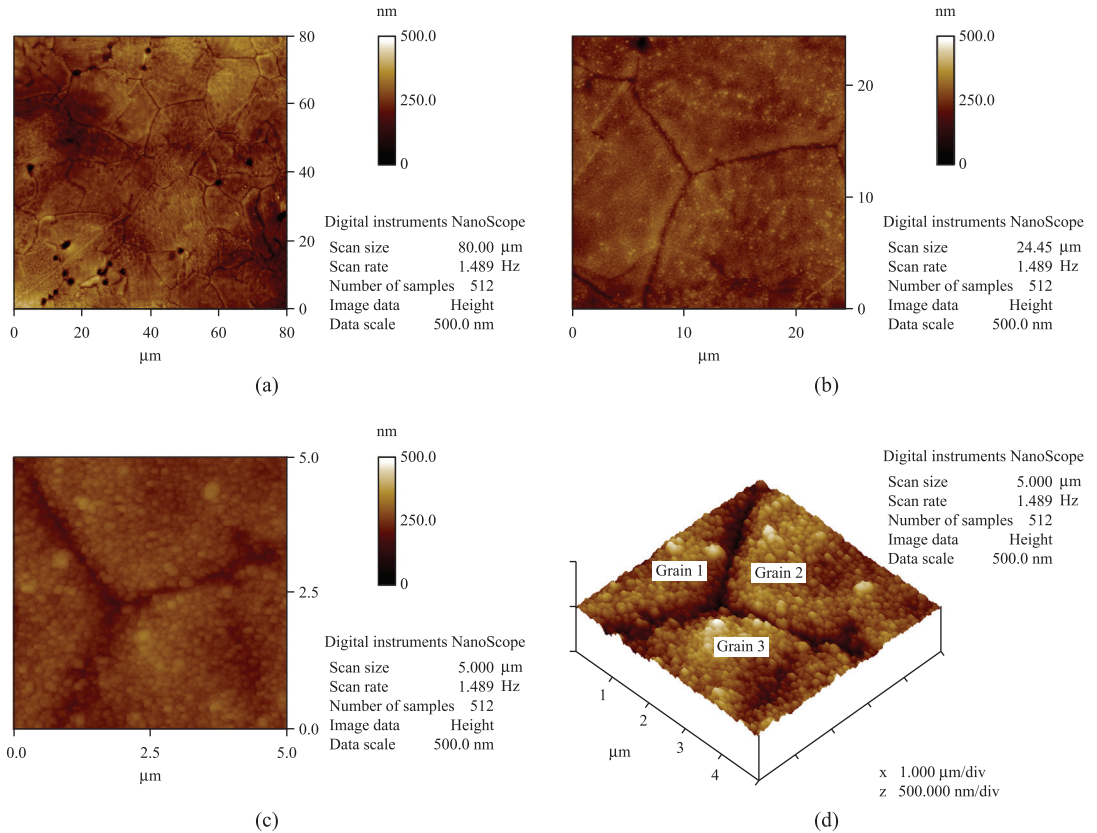 nm
500.0
250.0
0
80
60
40
20
0
0 20 40 60 80
μm
Digital instruments NanoScope
Scan size 80.00 μm
Scan rate 1.489 Hz
Number of samples 512
Image data Height
Data scale 500.0 nm
(a)
nm
500.0
250.0
0
20
10
0
0 10 20
μm
Digital instruments NanoScope
Scan size 24.45 μm
Scan rate 1.489 Hz
Number of samples 512
Image data Height
Data scale 500.0 nm
(b)
nm
500.0
250.0
0
5.0
2.5
0.0
0.0 2.5 5.0
μm
Digital instruments NanoScope
Scan size 5.000 μm
Scan rate 1.489 Hz
Number of samples 512
Image data Height
Data scale 500.0 nm
(c)
Digital instruments NanoScope
Scan size 5.000 μm
Scan rate 1.489 Hz
Number of samples 512
Image data Height
Data scale 500.0 nm
Grain 1 Grain 2
Grain 3
1
2
3
4
μm
x 1.000 μm/div
z 500.000 nm/div
(d)